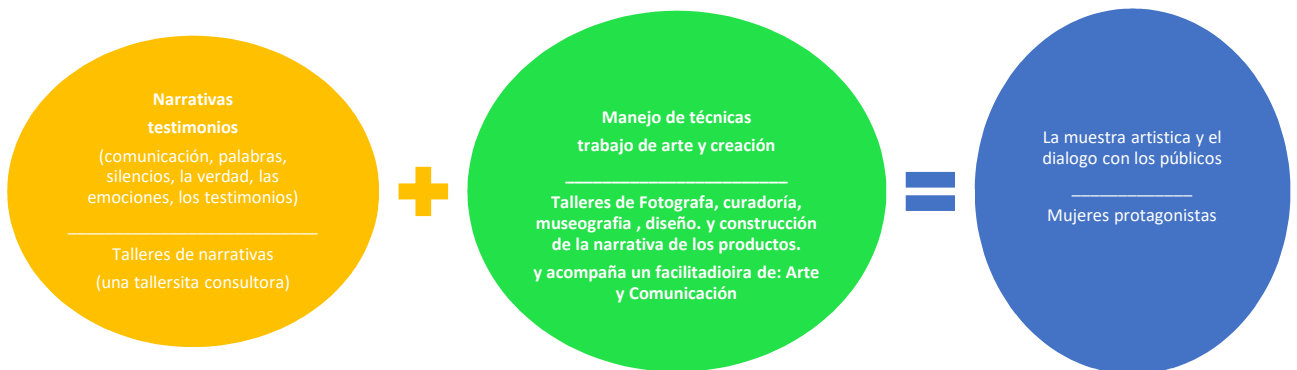 Narrativas
testimonios
(comunicación, palabras,
silencios, la verdad, las
emociones, los testimonios)
___________________________
Talleres de narrativas
(una tallersita consultora)
Manejo de técnicas
trabajo de arte y creación
________________________
Talleres de Fotografa, curadoría,
museografia , diseño. y construcción
de la narrativa de los productos.
y acompaña un facilitadioira de: Arte
y Comunicación
La muestra artistica y el
dialogo con los públicos
_____________
Mujeres protagonistas